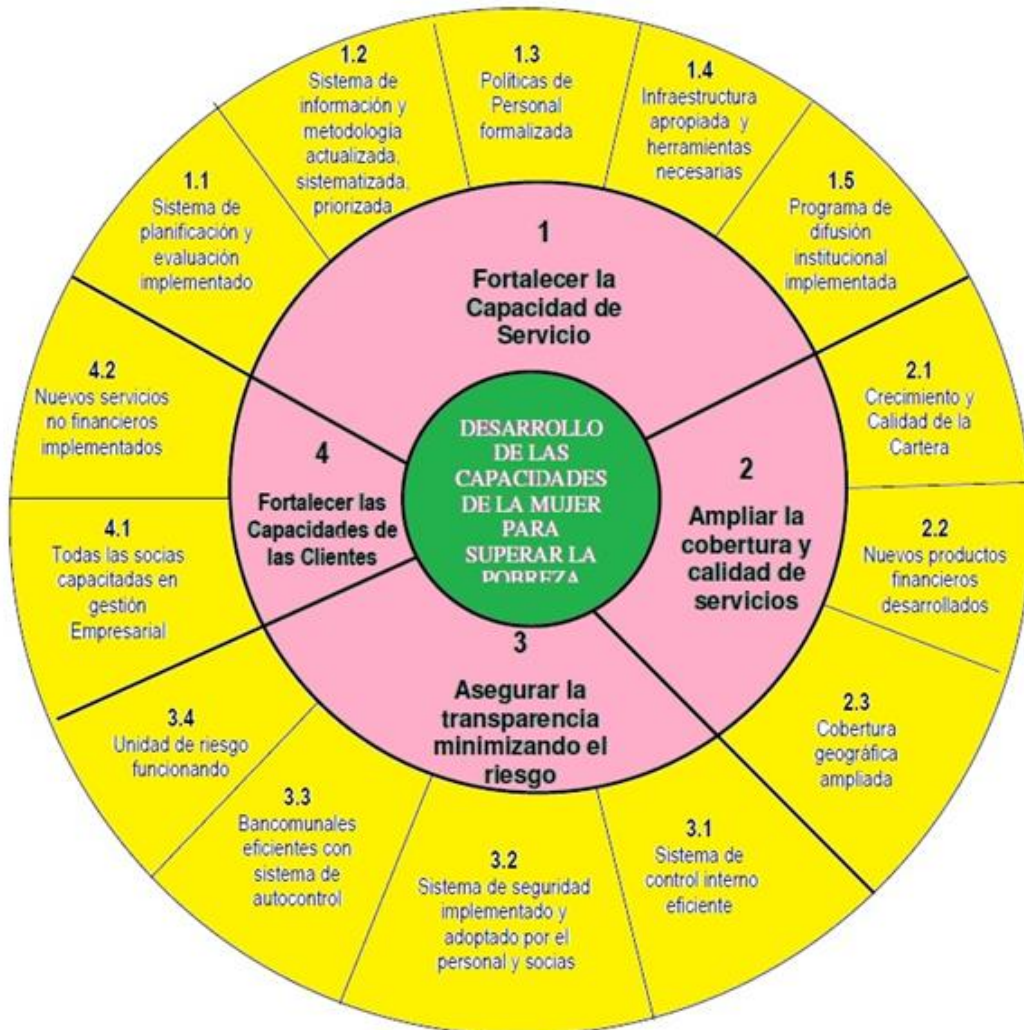 DESARROLLO
DE LAS
CAPACIDADES
DE LA MUJER
PARA
SUPERAR LA
POBREZA
1
Fortalecer la
Capacidad de
Servicio
1.1
Sistema de
planificación y
evaluación
implementado
1.2
Sistema de
información y
metodología
actualizada,
sistematizada,
priorizada
1.3
Políticas de
Personal
formalizada
1.4
Infraestructura
apropiada y
herramientas
necesarias
1.5
Programa de
difusión
institucional
implementada
2
Ampliar la
cobertura y
calidad de
servicios
2.1
Crecimiento y
Calidad de la
Cartera
2.2
Nuevos productos
financieros
desarrollados
2.3
Cobertura
geográfica
ampliada
3
Asegurar la
transparencia
minimizando el
riesgo
3.1
Sistema de
control interno
eficiente
3.2
Sistema de seguridad
implementado y
adoptado por el
personal y socias
3.3
Bancomunales
eficientes con
sistema de
autocontrol
3.4
Unidad de riesgo
funcionando
4
Fortalecer las
Capacidades de
las Clientes
4.1
Todas las socias
capacitadas en
gestión
Empresarial
4.2
Nuevos servicios
no financieros
implementados